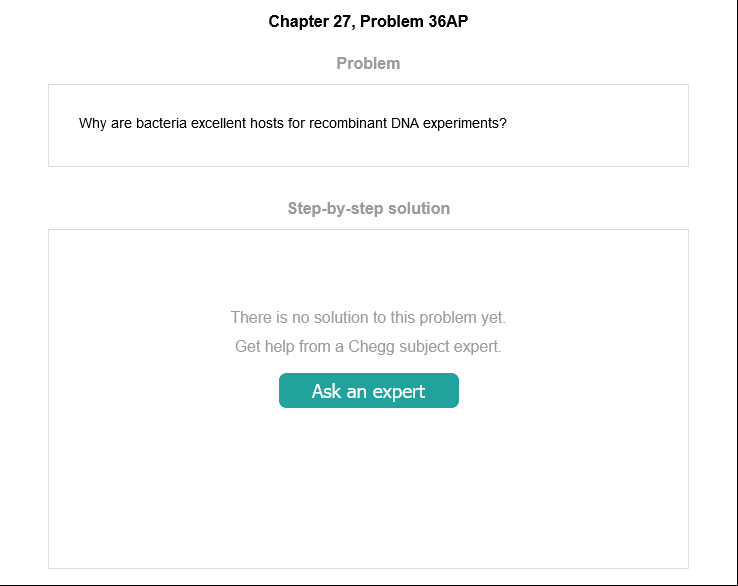 Chapter 27, Problem 36AP
Problem
Why are bacteria excellent hosts for recombinant DNA experiments?
Step-by-step solution
There is no solution to this problem yet.
Get help from a Chegg subject expert.
Ask an expert